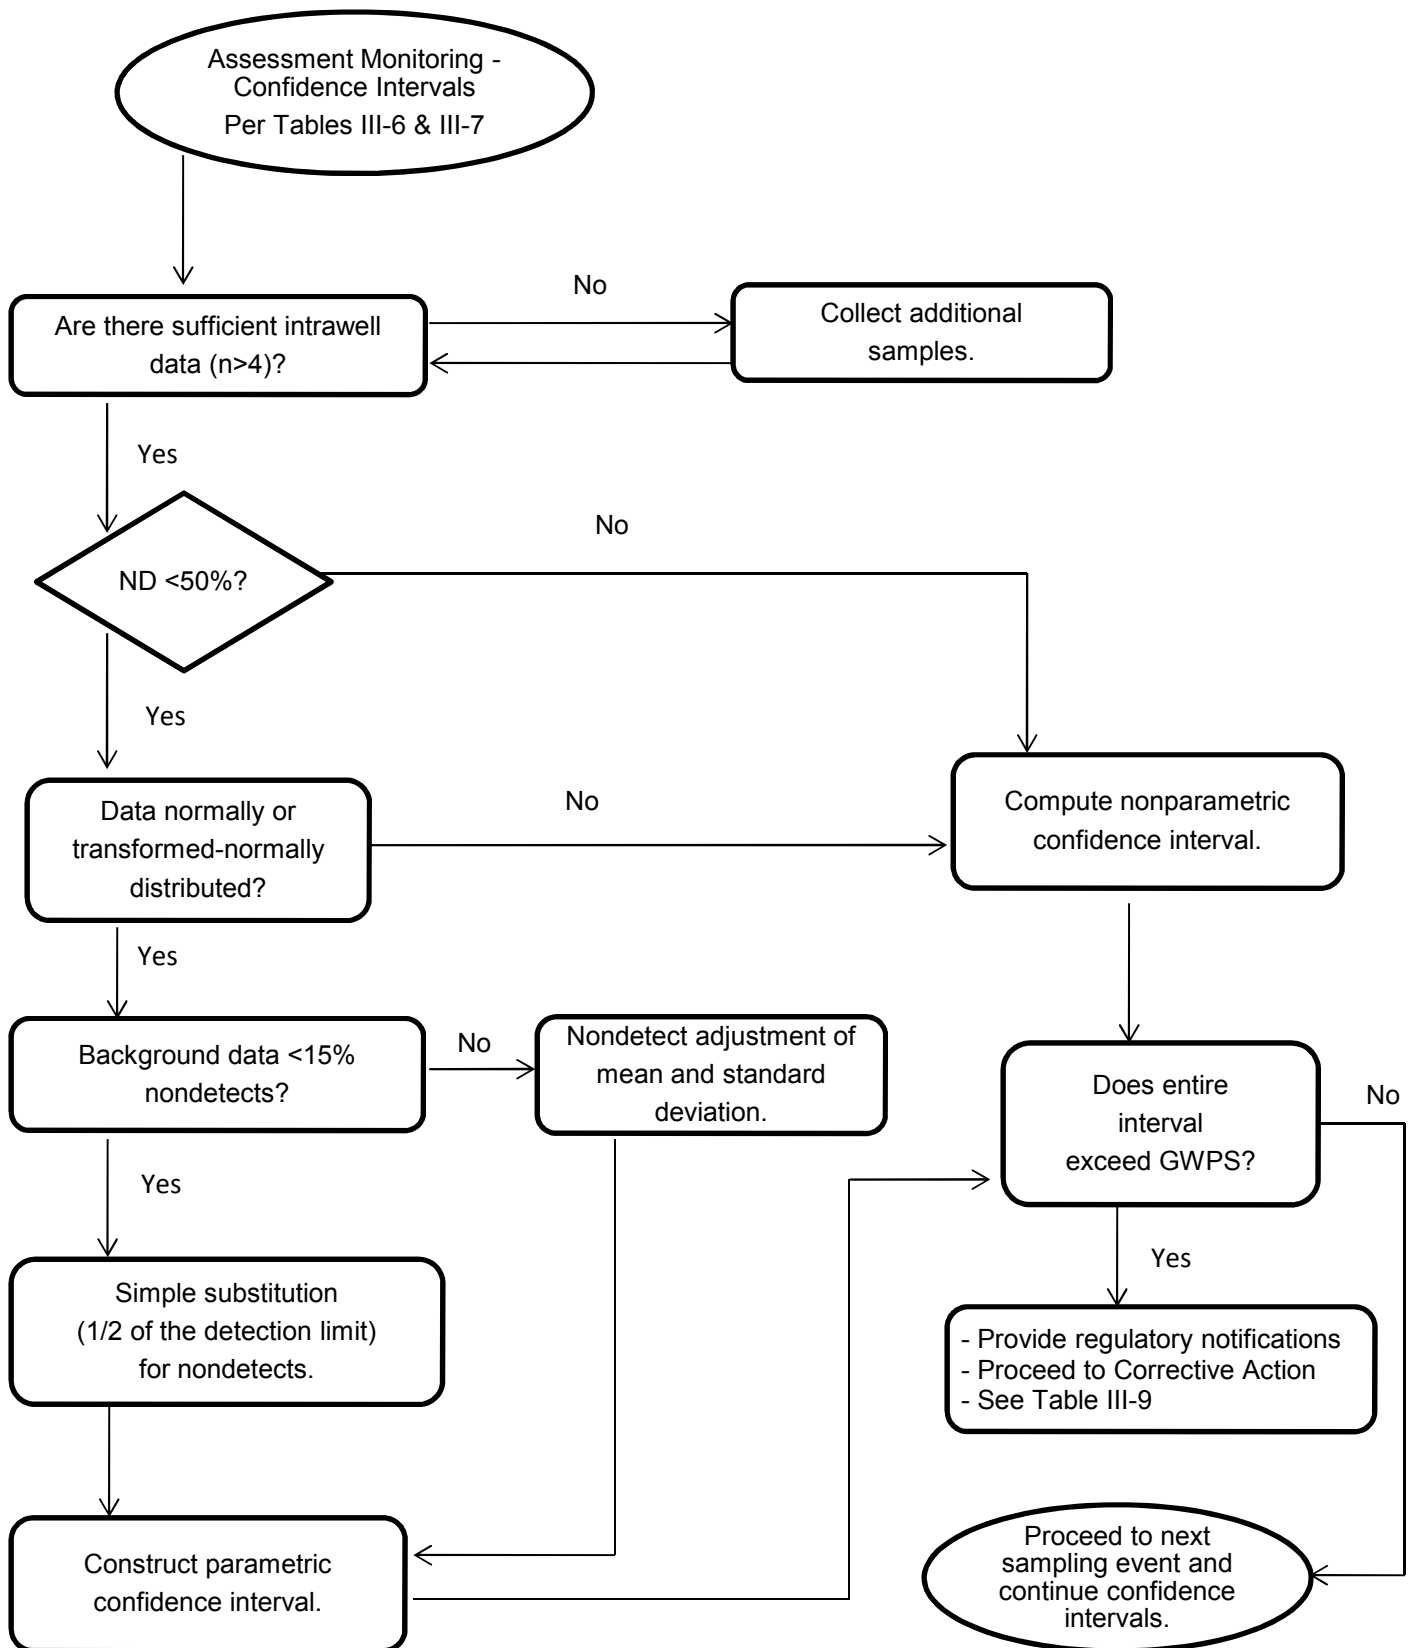 Assessment Monitoring -
Confidence Intervals
Per Tables III-6 & III-7
No
Are there sufficient intrawell
data (n>4)?
Collect additional
samples.
Yes
No
ND <50%?
Yes
Data normally or
transformed-normally
distributed?
No
Compute nonparametric
confidence interval.
Yes
Background data <15%
nondetects?
No
Nondetect adjustment of
mean and standard
deviation.
Does entire
interval
exceed GWPS?
No
Yes
Yes
Simple substitution
(1/2 of the detection limit)
for nondetects.
- Provide regulatory notifications
- Proceed to Corrective Action
- See Table III-9
Construct parametric
confidence interval.
Proceed to next
sampling event and
continue confidence
intervals.